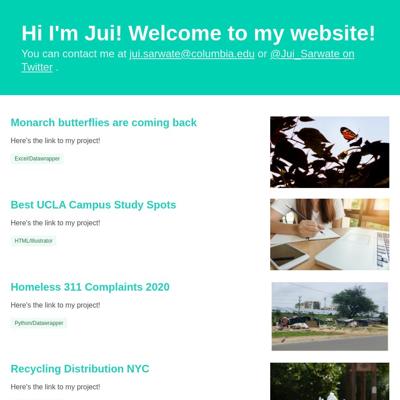 Hi I'm Jui! Welcome to my website!
You can contact me at jui.sarwate@columbia.edu or @Jui_Sarwate on
Twitter .
Monarch butterflies are coming back
Here's the link to my project!
Excel/Datawrapper
Best UCLA Campus Study Spots
Here's the link to my project!
HTML/Illustrator
Homeless 311 Complaints 2020
Here's the link to my project!
Python/Datawrapper
Recycling Distribution NYC
Here's the link to my project!